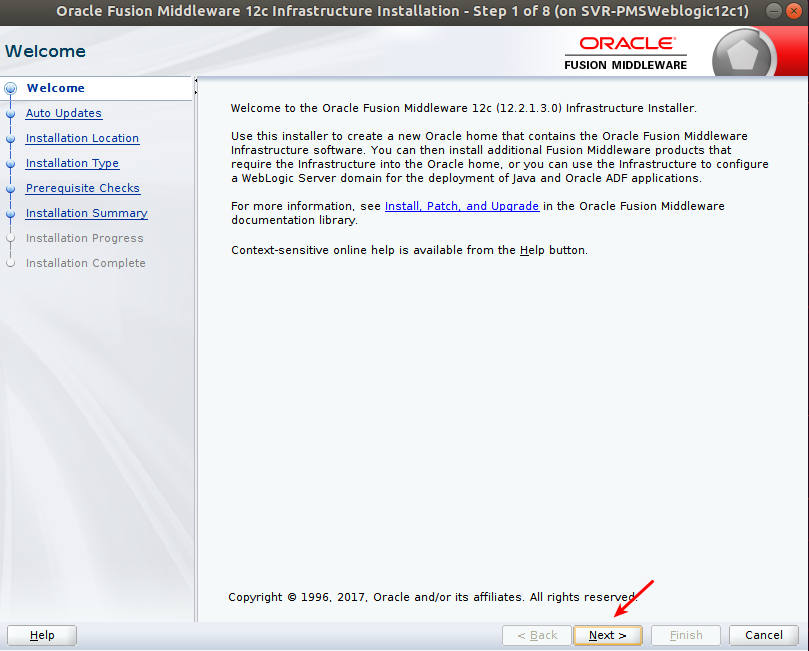 Oracle Fusion Middleware 12c Infrastructure Installation - Step 1 of 8 (on SVR-PMSWeblogic12c1)
Welcome
ORACLE®
FUSION MIDDLEWARE
Welcome
Auto Updates
Installation Location
Installation Type
Prerequisite Checks
Installation Summary
Installation Progress
Installation Complete
Welcome to the Oracle Fusion Middleware 12c (12.2.1.3.0) Infrastructure Installer.
Use this installer to create a new Oracle home that contains the Oracle Fusion Middleware
Infrastructure software. You can then install additional Fusion Middleware products that
require the Infrastructure into the Oracle home, or you can use the Infrastructure to configure
a WebLogic Server domain for the deployment of Java and Oracle ADF applications.
For more information, see Install, Patch, and Upgrade in the Oracle Fusion Middleware
documentation library.
Context-sensitive online help is available from the Help button.
Copyright © 1996, 2017, Oracle and/or its affiliates. All rights reserved.
Help
< Back
Next >
Finish
Cancel